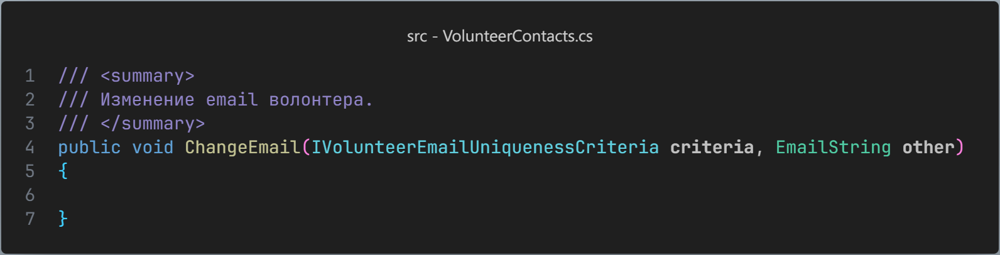 src - VolunteerContacts.cs
1 /// <summary>
2 /// Изменение email волонтера.
3 /// </summary>
4 public void ChangeEmail(IVolunteerEmailUniquenessCriteria criteria, EmailString other)
5 {
6
7 }